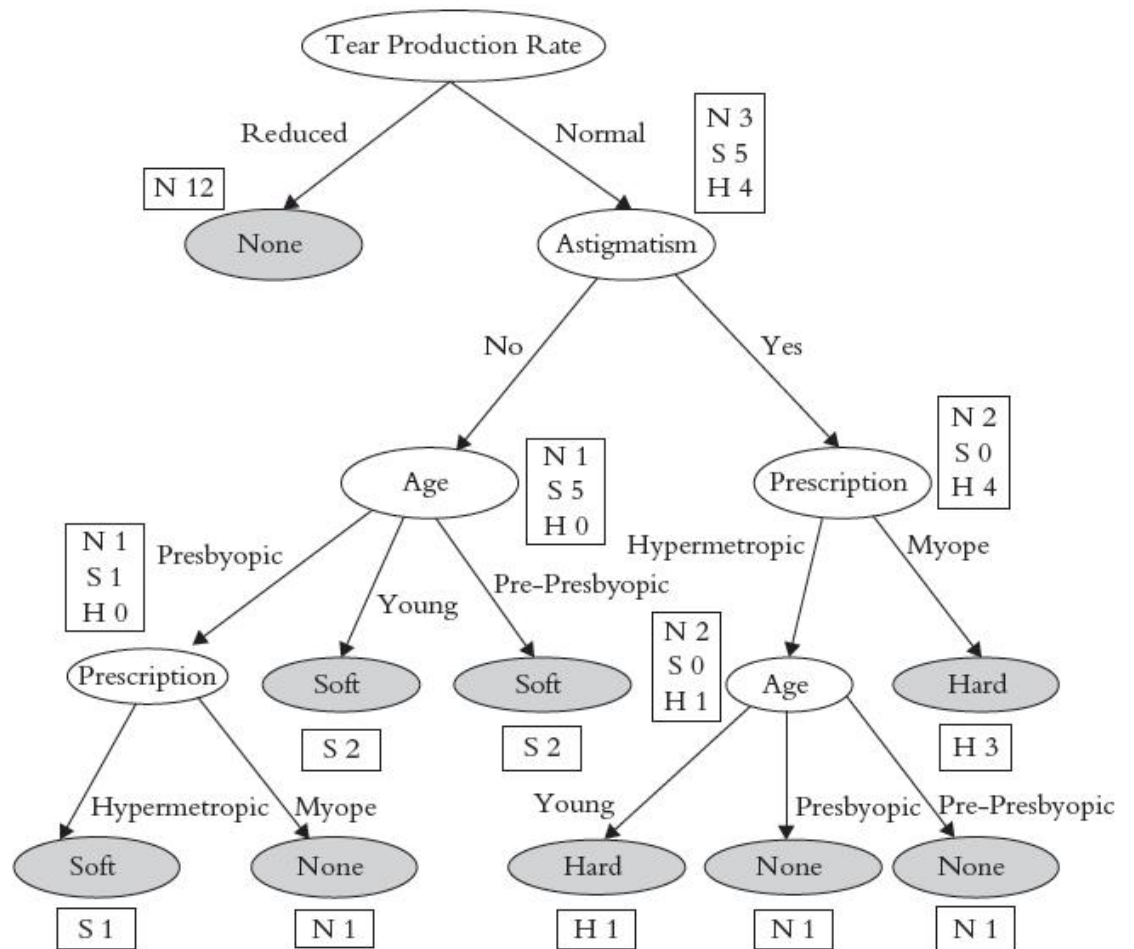 Tear Production Rate
Reduced
Normal
N 3
S 5
H 4
N 12
None
Astigmatism
No
Yes
N 2
S 0
H 4
N 1
S 5
H 0
Age
Prescription
N 1
S 1
H 0
Presbyopic
Young
Pre-Presbyopic
Hypermetropic
Myope
N 2
S 0
H 1
Prescription
Soft
Soft
Age
Hard
S 2
S 2
H 3
Hypermetropic
Myope
Young
Presbyopic
Pre-Presbyopic
Soft
None
Hard
None
None
S 1
N 1
H 1
N 1
N 1